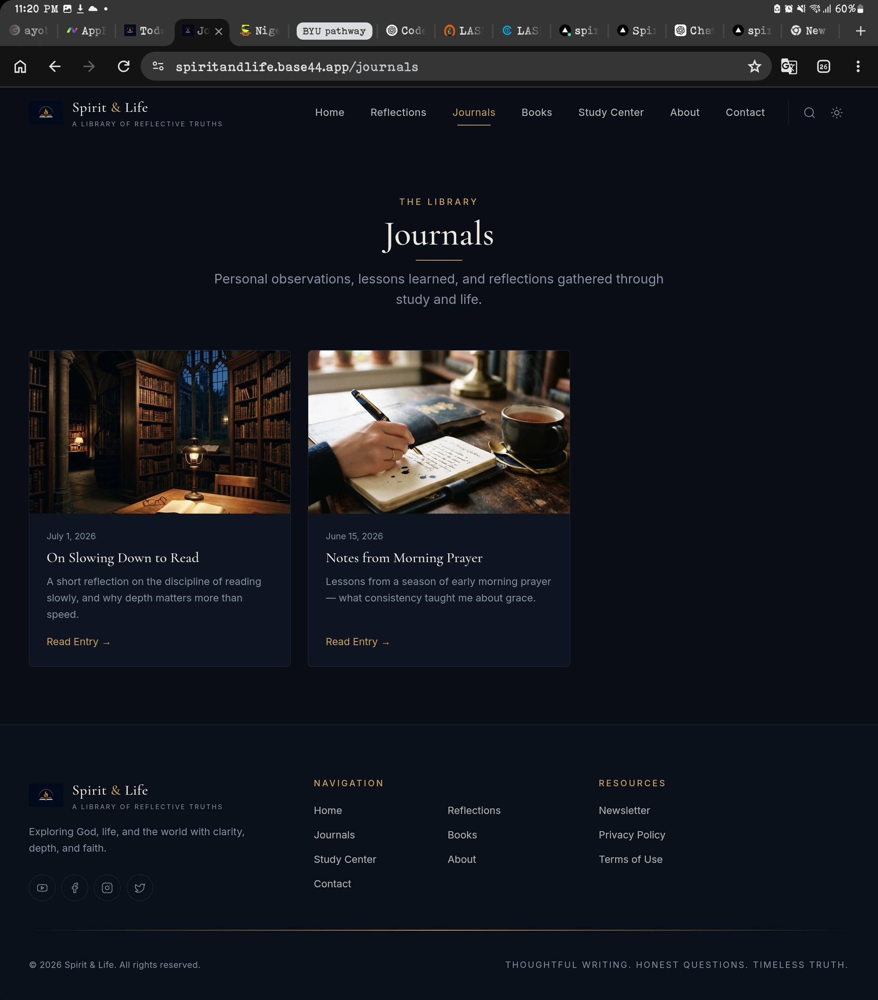 11:20 PM
60%
ayob
App
Toda
Jo
Nige
BYU pathway
Code
LAS
LAS
spir
Spir
Cha
spir
New
spiritandlife.base44.app/journals
26
Spirit & Life
A LIBRARY OF REFLECTIVE TRUTHS
Home
Reflections
Journals
Books
Study Center
About
Contact
THE LIBRARY
Journals
Personal observations, lessons learned, and reflections gathered through
study and life.
July 1, 2026
On Slowing Down to Read
A short reflection on the discipline of reading
slowly, and why depth matters more than
speed.
Read Entry →
June 15, 2026
Notes from Morning Prayer
Lessons from a season of early morning prayer
— what consistency taught me about grace.
Read Entry →
Spirit & Life
A LIBRARY OF REFLECTIVE TRUTHS
Exploring God, life, and the world with clarity,
depth, and faith.
NAVIGATION
Home
Reflections
Journals
Books
Study Center
About
Contact
RESOURCES
Newsletter
Privacy Policy
Terms of Use
© 2026 Spirit & Life. All rights reserved.
THOUGHTFUL WRITING. HONEST QUESTIONS. TIMELESS TRUTH.